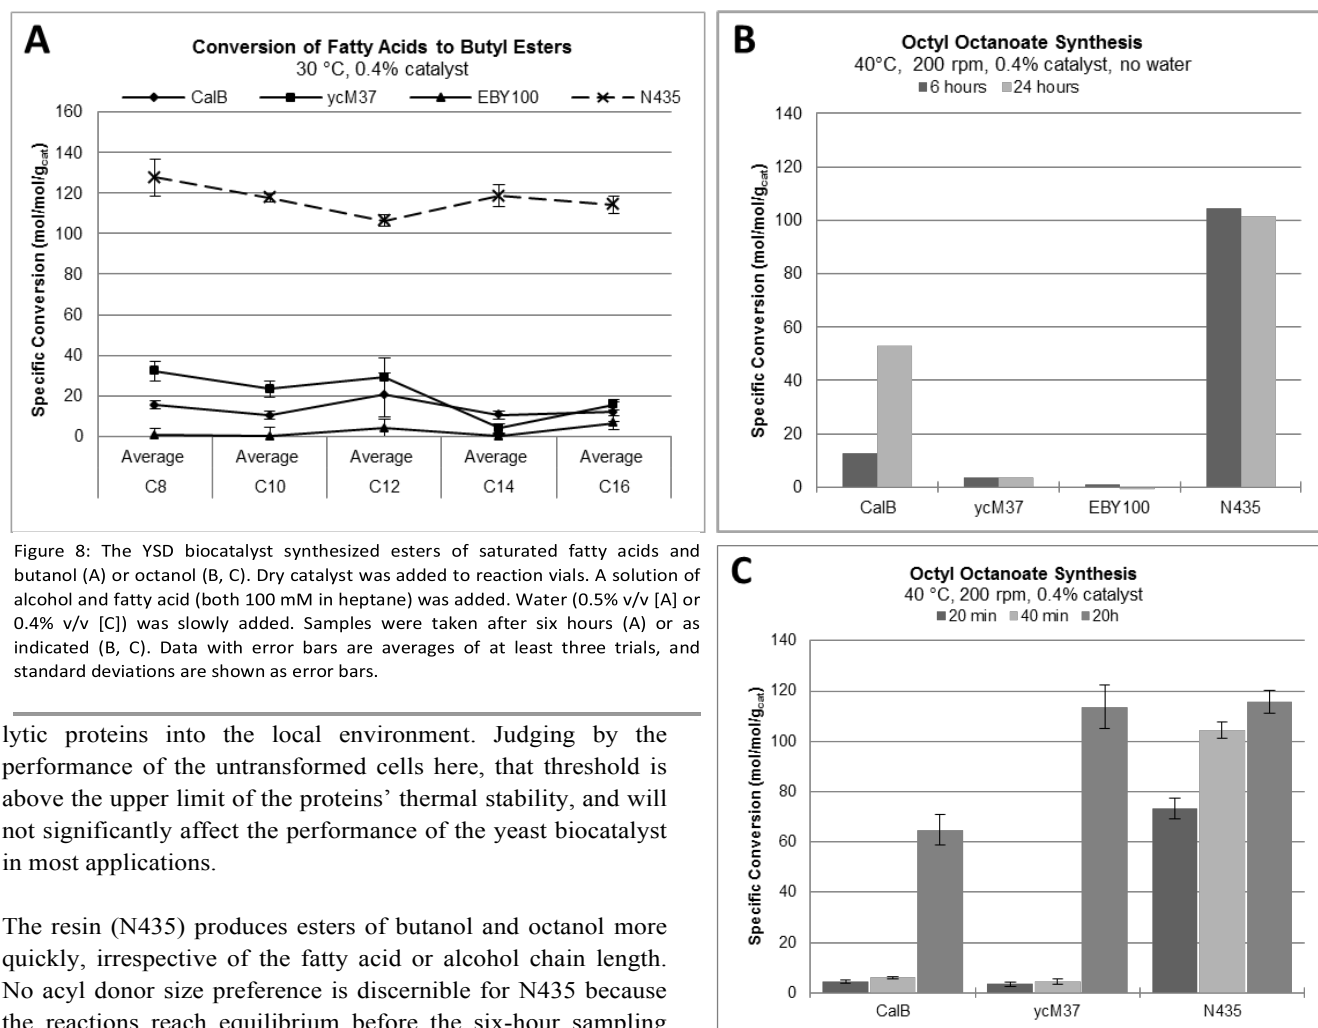 A
Conversion of Fatty Acids to Butyl Esters
30 °C, 0.4% catalyst
CalB ycM37 EBY100 N435
Specific Conversion (mol/mol/gcat)
160
140
120
100
80
60
40
20
0
Average Average Average Average Average
C8 C10 C12 C14 C16
Figure 8: The YSD biocatalyst synthesized esters of saturated fatty acids and
butanol (A) or octanol (B, C). Dry catalyst was added to reaction vials. A solution of
alcohol and fatty acid (both 100 mM in heptane) was added. Water (0.5% v/v [A] or
0.4% v/v [C]) was slowly added. Samples were taken after six hours (A) or as
indicated (B, C). Data with error bars are averages of at least three trials, and
standard deviations are shown as error bars.
lytic proteins into the local environment. Judging by the
performance of the untransformed cells here, that threshold is
above the upper limit of the proteins’ thermal stability, and will
not significantly affect the performance of the yeast biocatalyst
in most applications.
The resin (N435) produces esters of butanol and octanol more
quickly, irrespective of the fatty acid or alcohol chain length.
No acyl donor size preference is discernible for N435 because
the reactions reach equilibrium before the six-hour sampling
B
Octyl Octanoate Synthesis
40°C, 200 rpm, 0.4% catalyst, no water
6 hours 24 hours
Specific Conversion (mol/mol/gcat)
140
120
100
80
60
40
20
0
CalB ycM37 EBY100 N435
C
Octyl Octanoate Synthesis
40 °C, 200 rpm, 0.4% catalyst
20 min 40 min 20h
Specific Conversion (mol/mol/gcat)
140
120
100
80
60
40
20
0
CalB ycM37 N435